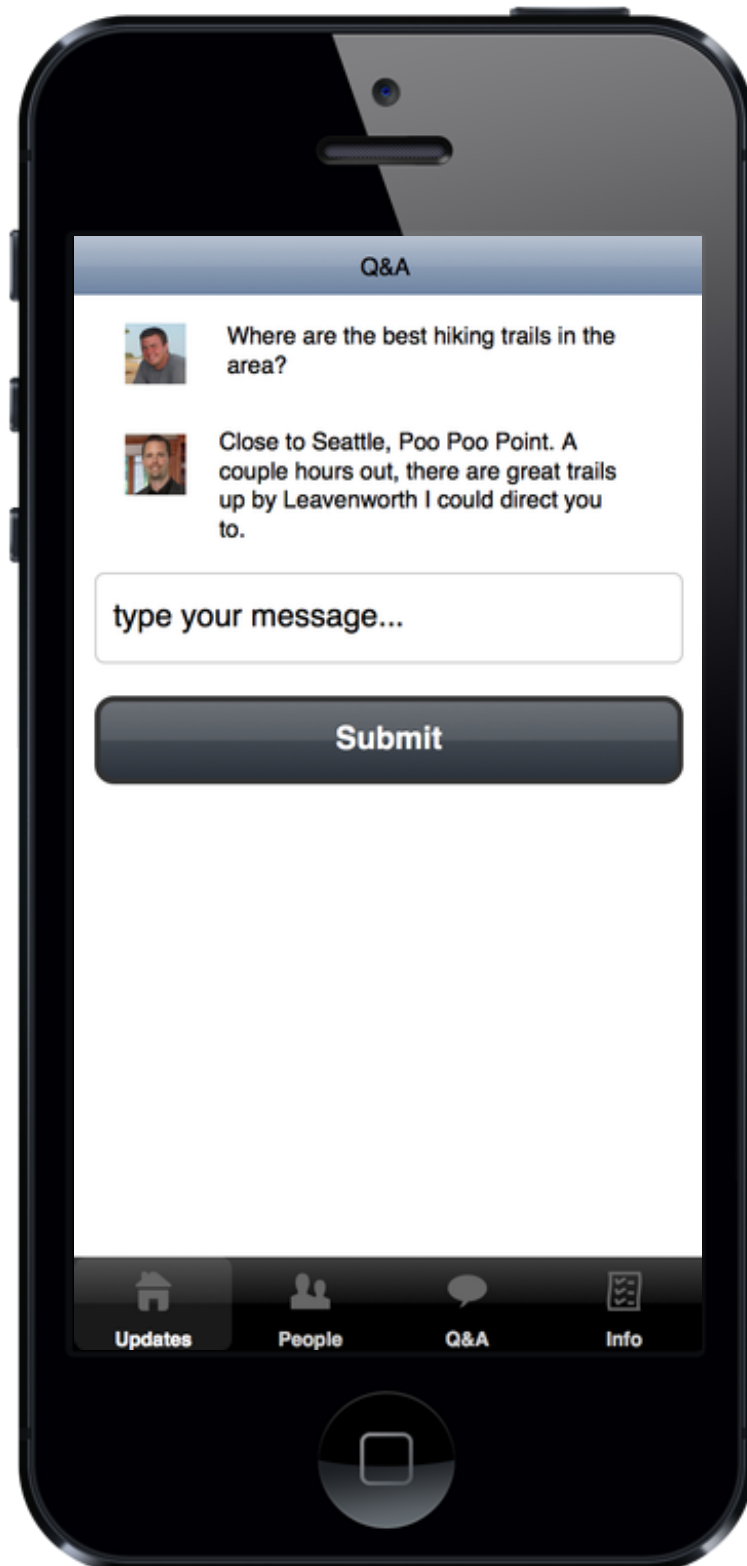 Q&A
Where are the best hiking trails in the
area?
Close to Seattle, Poo Poo Point. A
couple hours out, there are great trails
up by Leavenworth I could direct you
to.
type your message...
Submit
Updates People Q&A Info